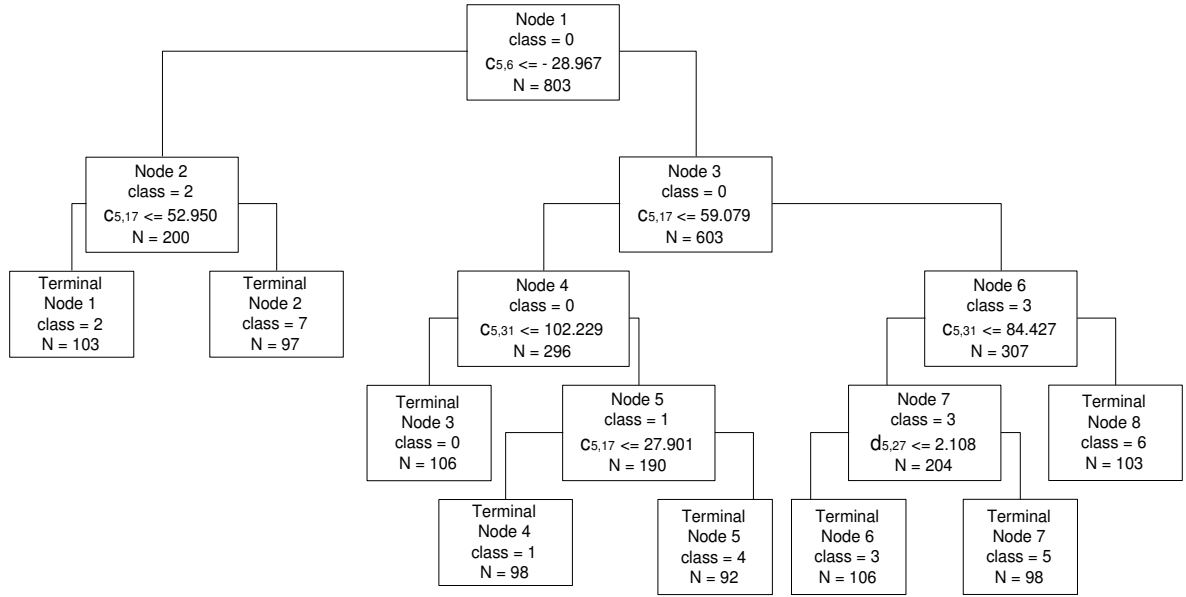 Node 1
class = 0
C5,6 <= - 28.967
N = 803
Node 2
class = 2
C5,17 <= 52.950
N = 200
Node 3
class = 0
C5,17 <= 59.079
N = 603
Terminal
Node 1
class = 2
N = 103
Terminal
Node 2
class = 7
N = 97
Node 4
class = 0
C5,31 <= 102.229
N = 296
Node 6
class = 3
C5,31 <= 84.427
N = 307
Terminal
Node 3
class = 0
N = 106
Node 5
class = 1
C5,17 <= 27.901
N = 190
Node 7
class = 3
d5,27 <= 2.108
N = 204
Terminal
Node 8
class = 6
N = 103
Terminal
Node 4
class = 1
N = 98
Terminal
Node 5
class = 4
N = 92
Terminal
Node 6
class = 3
N = 106
Terminal
Node 7
class = 5
N = 98